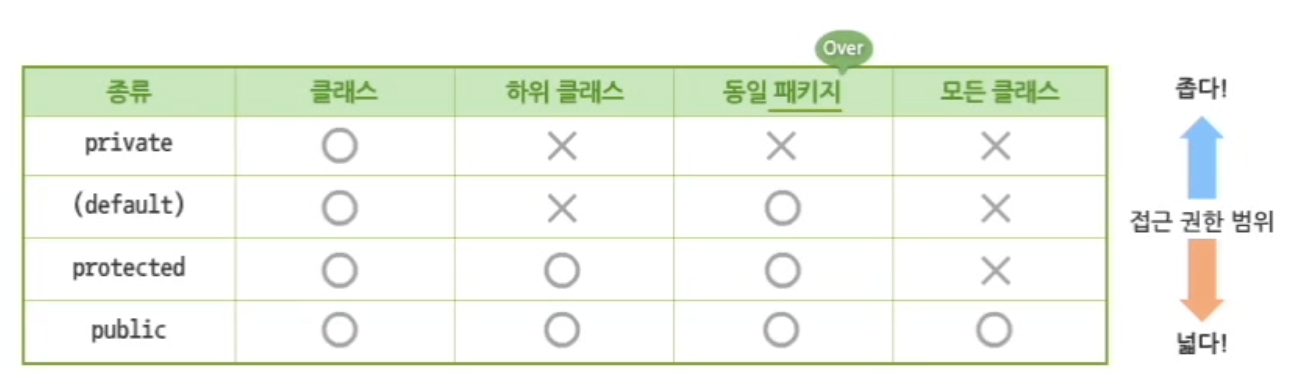 Over
종류 클래스 하위 클래스 동일 패키지 모든 클래스
좁다!
private ○ × × ×
(default) ○ × ○ ×
접근 권한 범위
protected ○ ○ ○ ×
public ○ ○ ○ ○
넓다!